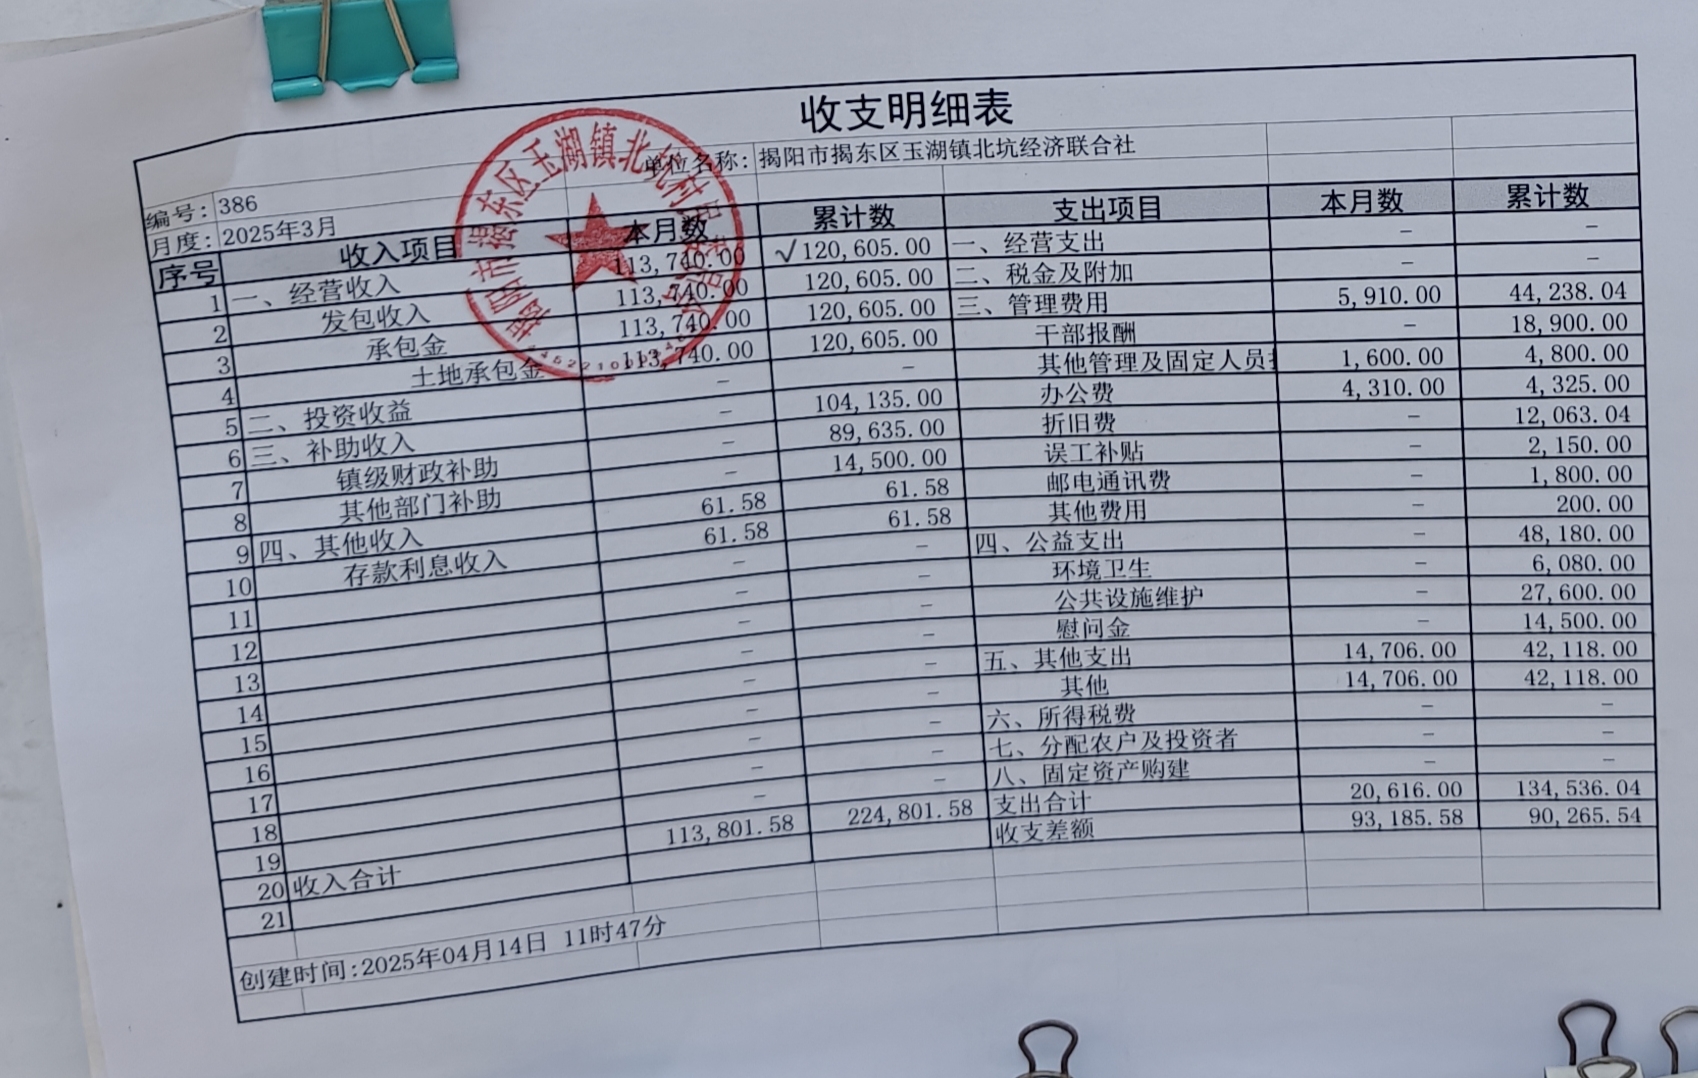 收支明细表
单位名称: 揭阳市揭东区玉湖镇北坑经济联合社
编号: 386
月度: 2025年3月
序号 收入项目 本月数 累计数 支出项目 本月数 累计数
1 一、经营收入 113,740.00 √120,605.00 一、经营支出 - -
2 发包收入 113,740.00 120,605.00 二、税金及附加 - -
3 承包金 113,740.00 120,605.00 三、管理费用 5,910.00 44,238.04
4 土地承包金 113,740.00 120,605.00 干部报酬 - 18,900.00
5 二、投资收益 - - 其他管理及固定人员 1,600.00 4,800.00
6 三、补助收入 - 104,135.00 办公费 4,310.00 4,325.00
7 镇级财政补助 - 89,635.00 折旧费 - 12,063.04
8 其他部门补助 - 14,500.00 误工补贴 - 2,150.00
9 四、其他收入 61.58 61.58 邮电通讯费 - 1,800.00
10 存款利息收入 61.58 61.58 其他费用 - 200.00
11 - - 四、公益支出 - 48,180.00
12 - - 环境卫生 - 6,080.00
13 - - 公共设施维护 - 27,600.00
14 - - 慰问金 - 14,500.00
15 - - 五、其他支出 14,706.00 42,118.00
16 - - 其他 14,706.00 42,118.00
17 - - 六、所得税费 - -
18 - - 七、分配农户及投资者 - -
19 - - 八、固定资产购建 - -
20 收入合计 113,801.58 224,801.58 支出合计 20,616.00 134,536.04
21 收支差额 93,185.58 90,265.54
创建时间:2025年04月14日 11时47分
揭阳市揭东区玉湖镇北坑